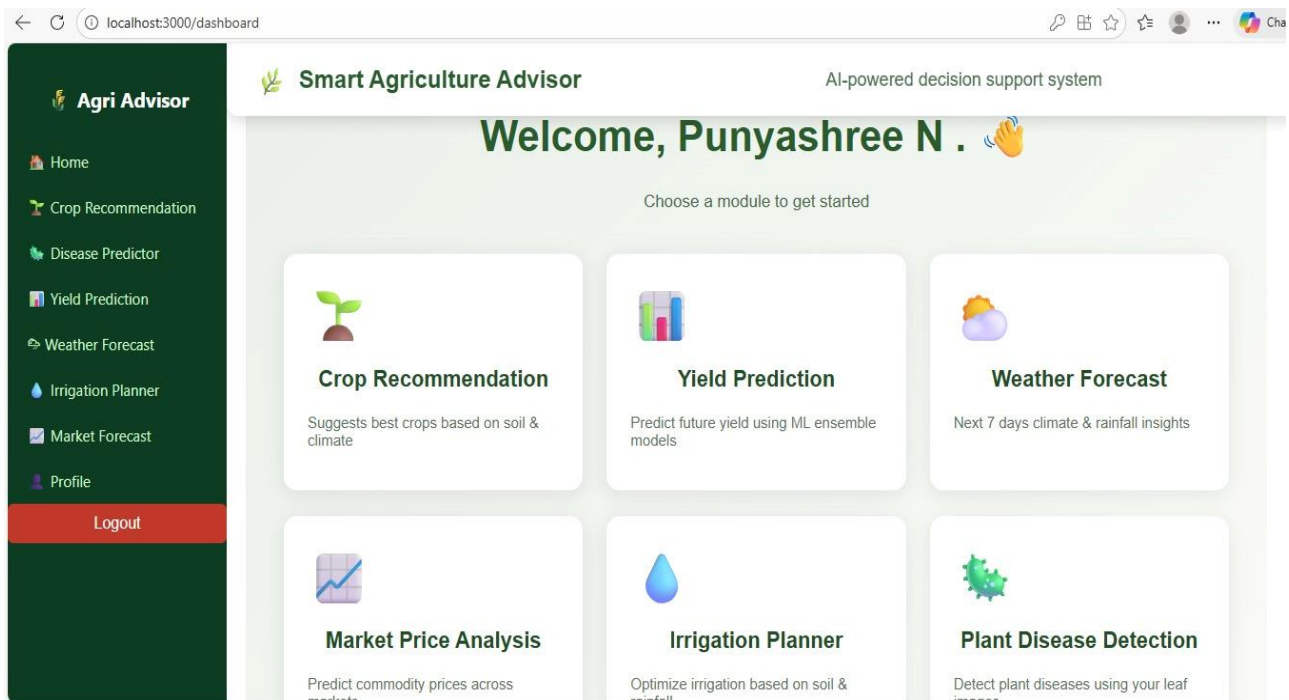 localhost:3000/dashboard
Cha
Agri Advisor
Home
Crop Recommendation
Disease Predictor
Yield Prediction
Weather Forecast
Irrigation Planner
Market Forecast
Profile
Logout
Smart Agriculture Advisor
AI-powered decision support system
Welcome, Punyashree N .
Choose a module to get started
Crop Recommendation
Suggests best crops based on soil &
climate
Yield Prediction
Predict future yield using ML ensemble
models
Weather Forecast
Next 7 days climate & rainfall insights
Market Price Analysis
Predict commodity prices across
markets
Irrigation Planner
Optimize irrigation based on soil &
rainfall
Plant Disease Detection
Detect plant diseases using your leaf
images